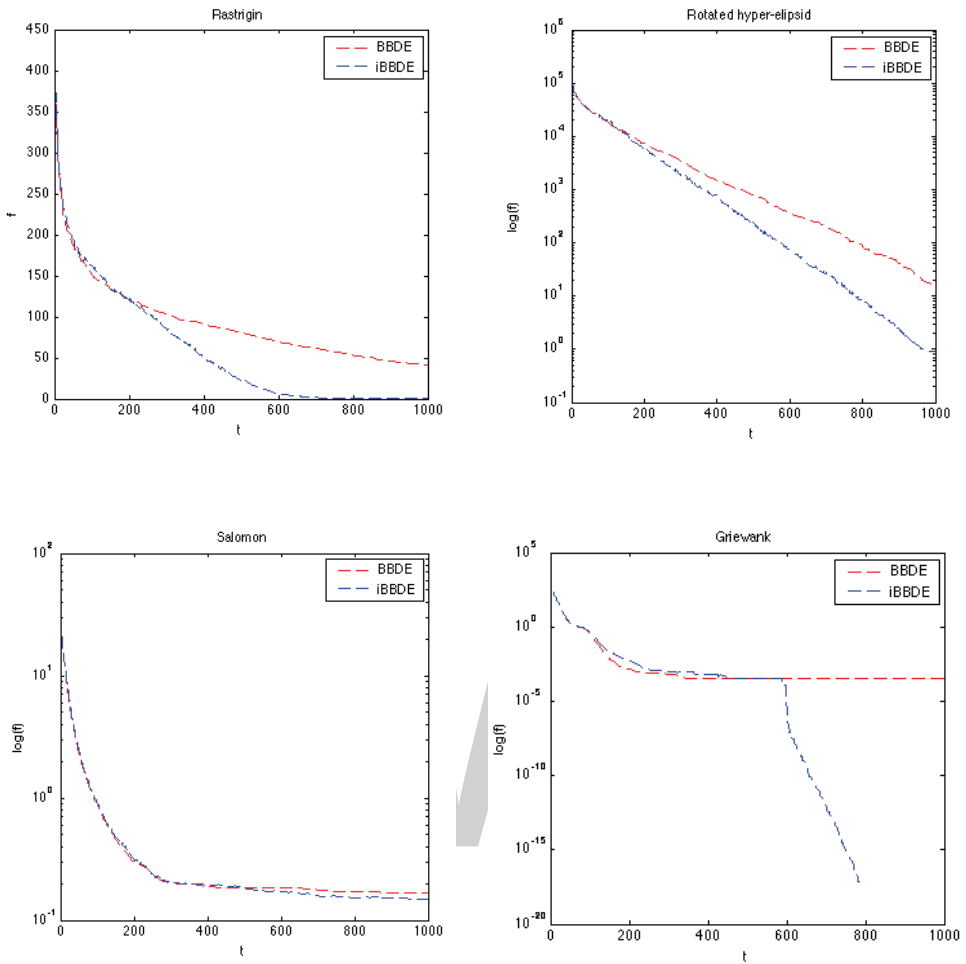 Rastrigin
450
400
350
300
250
200
150
100
50
0
f
0 200 400 600 800 1000
t
BBDE
iBBDE
Rotated hyper-elipsid
10^6
10^5
10^4
10^3
10^2
10^1
10^0
10^-1
log(f)
0 200 400 600 800 1000
t
BBDE
iBBDE
Salomon
10^2
10^1
10^0
10^-1
log(f)
0 200 400 600 800 1000
t
BBDE
iBBDE
Griewank
10^5
10^0
10^-5
10^-10
10^-15
10^-20
log(f)
0 200 400 600 800 1000
t
BBDE
iBBDE